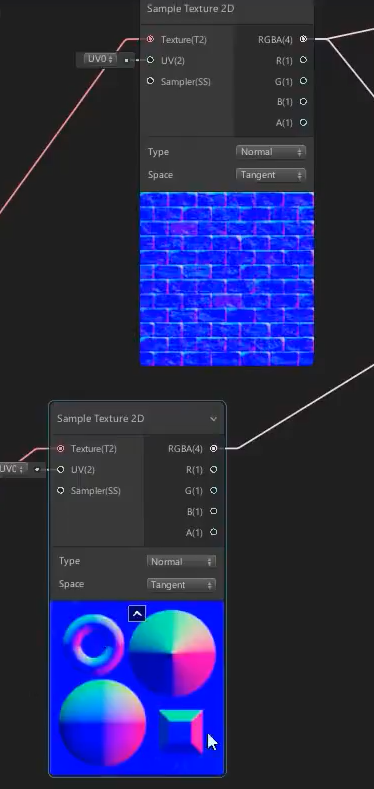 Sample Texture 2D
Texture(T2) RGBA(4)
UV0 UV(2) R(1)
Sampler(SS) G(1)
B(1)
A(1)
Type Normal
Space Tangent
Sample Texture 2D
Texture(T2) RGBA(4)
UV(2) R(1)
Sampler(SS) G(1)
B(1)
A(1)
Type Normal
Space Tangent